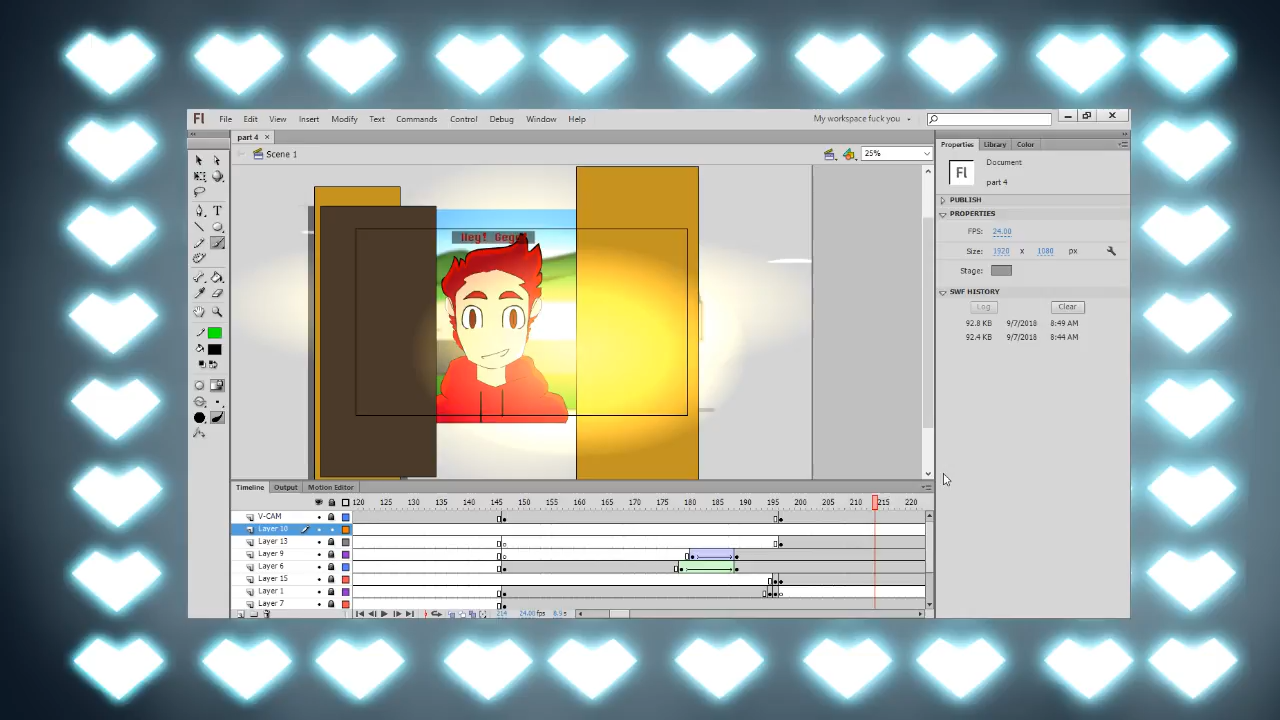 Fl File Edit View Insert Modify Text Commands Control Debug Window Help My workspace fuck you
part 4 ×
Properties Library Color
Scene 1
25%
Fl
Document
part 4
PUBLISH
PROPERTIES
FPS: 24.00
Size: 1920 x 1080 px
Stage:
SWF HISTORY
Log Clear
92.8 KB 9/7/2018 8:49 AM
92.4 KB 9/7/2018 8:44 AM
Hey!
Timeline Output Motion Editor
120 125 130 135 140 145 150 155 160 165 170 175 180 185 190 195 200 205 210 215 220
V-CAM
Layer 10
Layer 13
Layer 9
Layer 6
Layer 15
Layer 1
Layer 7
214 24.00 fps 8.9 s